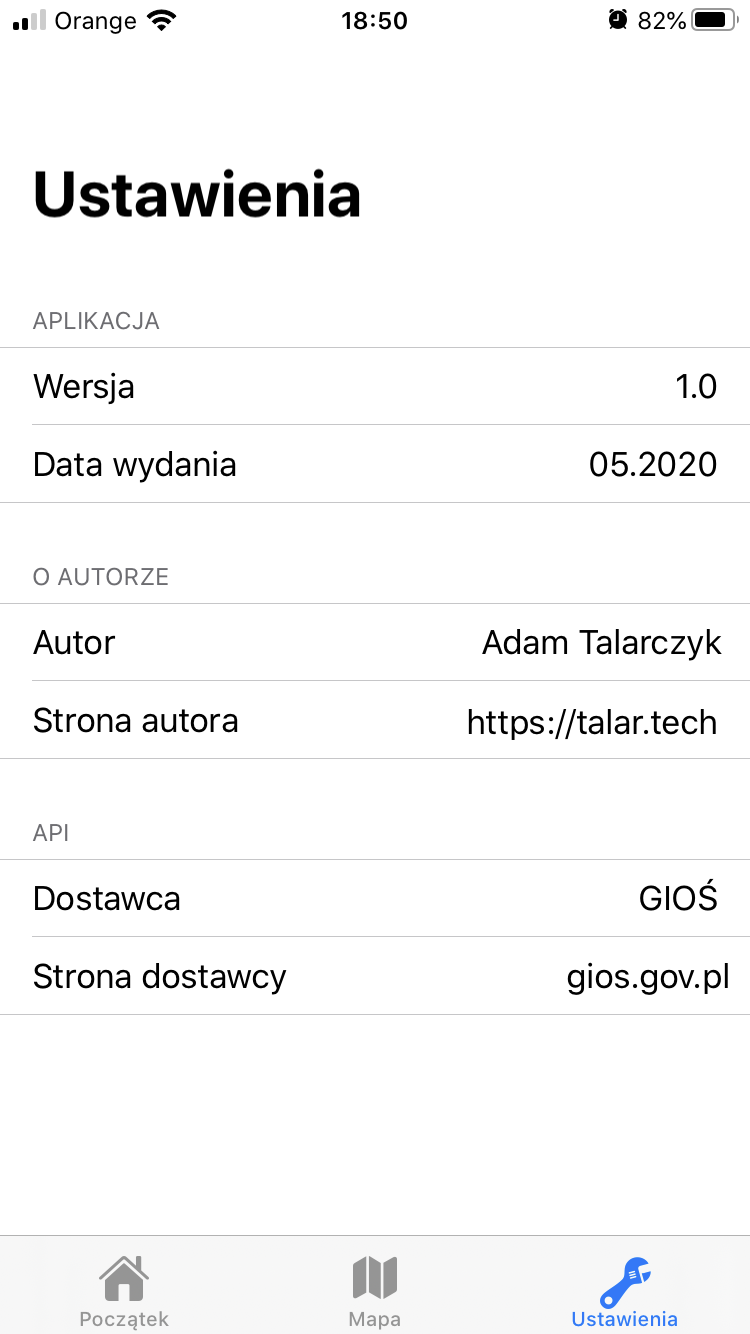 Orange 18:50 82%
Ustawienia
APLIKACJA
Wersja 1.0
Data wydania 05.2020
O AUTORZE
Autor Adam Talarczyk
Strona autora https://talar.tech
API
Dostawca GIOŚ
Strona dostawcy gios.gov.pl
Początek Mapa Ustawienia